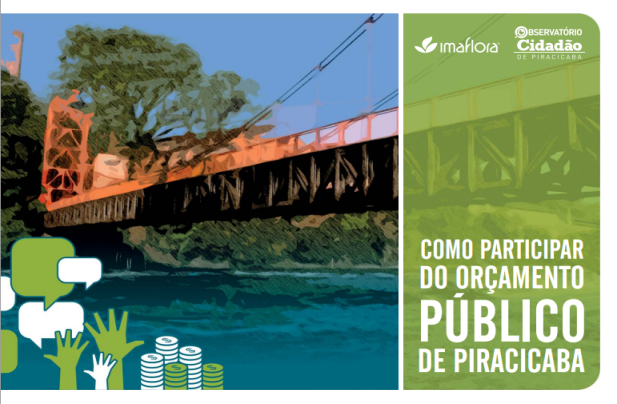 imaflora
OBSERVATÓRIO
Cidadão
DE PIRACICABA
COMO PARTICIPAR
DO ORÇAMENTO
PÚBLICO
DE PIRACICABA
$ $
$ $ $